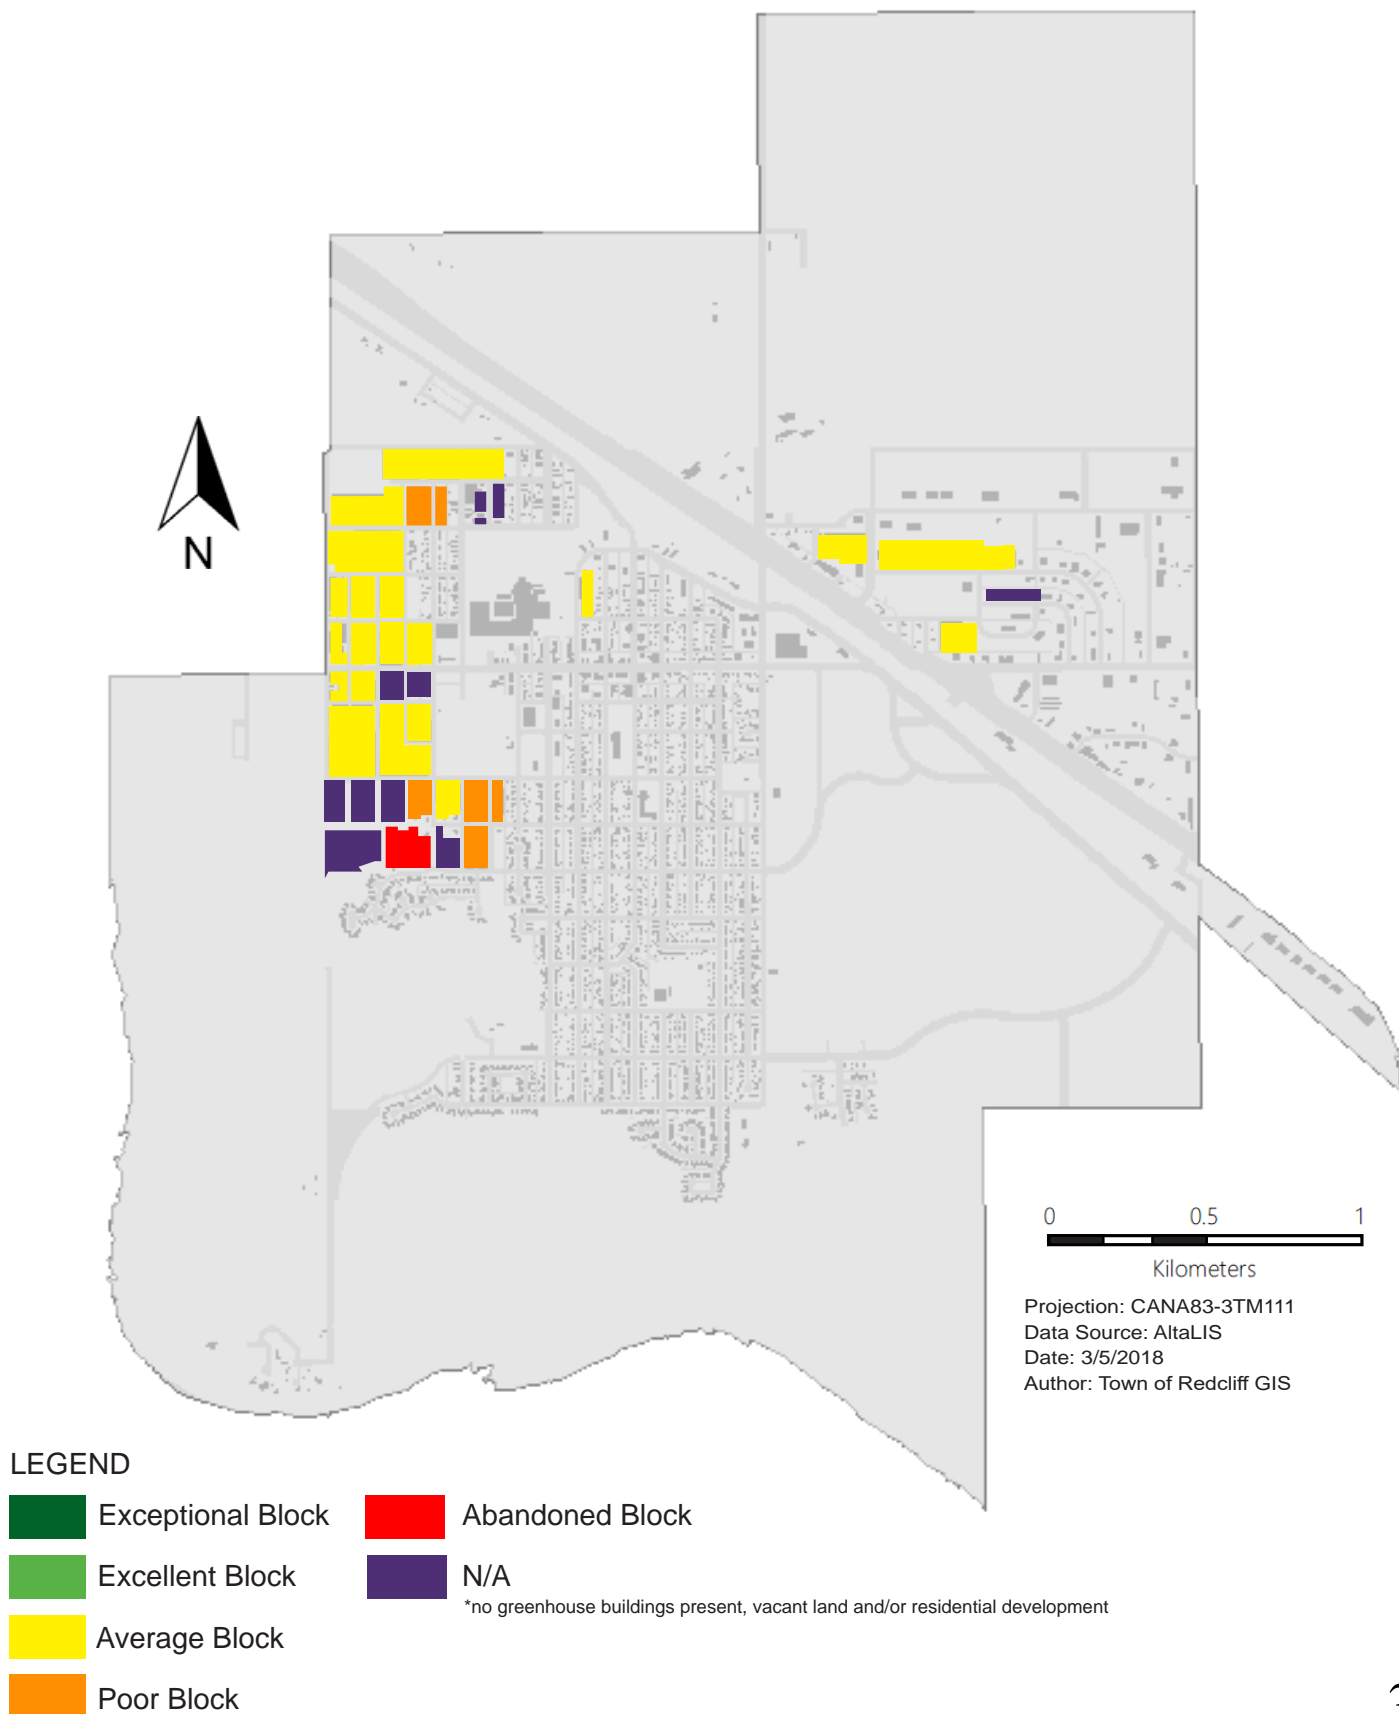 N
0 0.5 1
Kilometers
Projection: CANA83-3TM111
Data Source: AltaLIS
Date: 3/5/2018
Author: Town of Redcliff GIS
LEGEND
Exceptional Block
Excellent Block
Average Block
Poor Block
Abandoned Block
N/A
*no greenhouse buildings present, vacant land and/or residential development